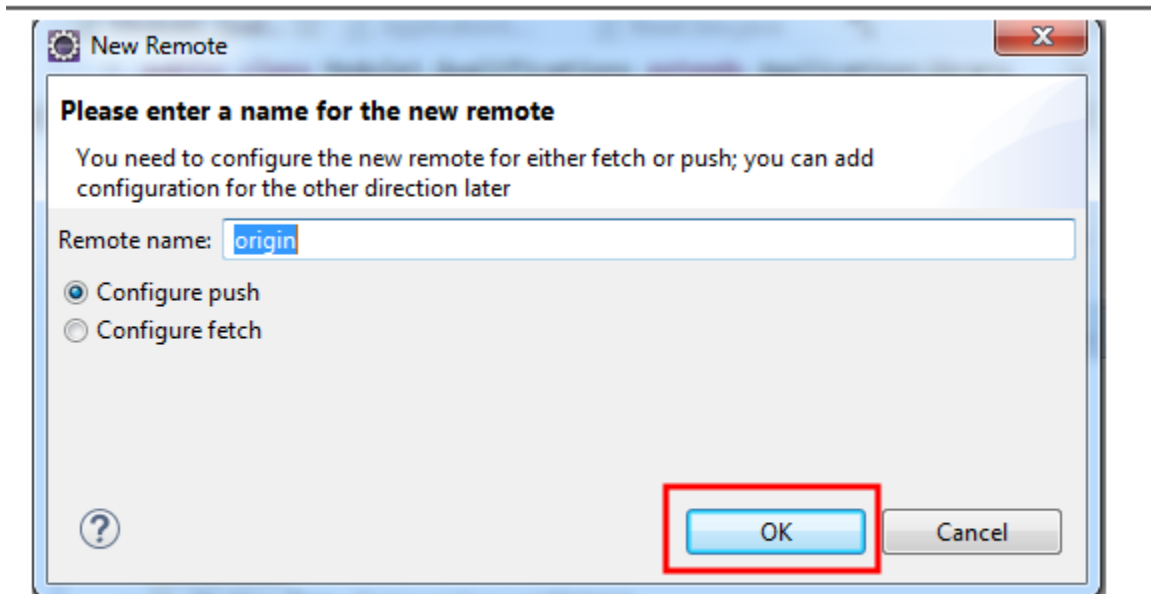 New Remote
Please enter a name for the new remote
You need to configure the new remote for either fetch or push; you can add
configuration for the other direction later
Remote name: origin
Configure push
Configure fetch
OK Cancel